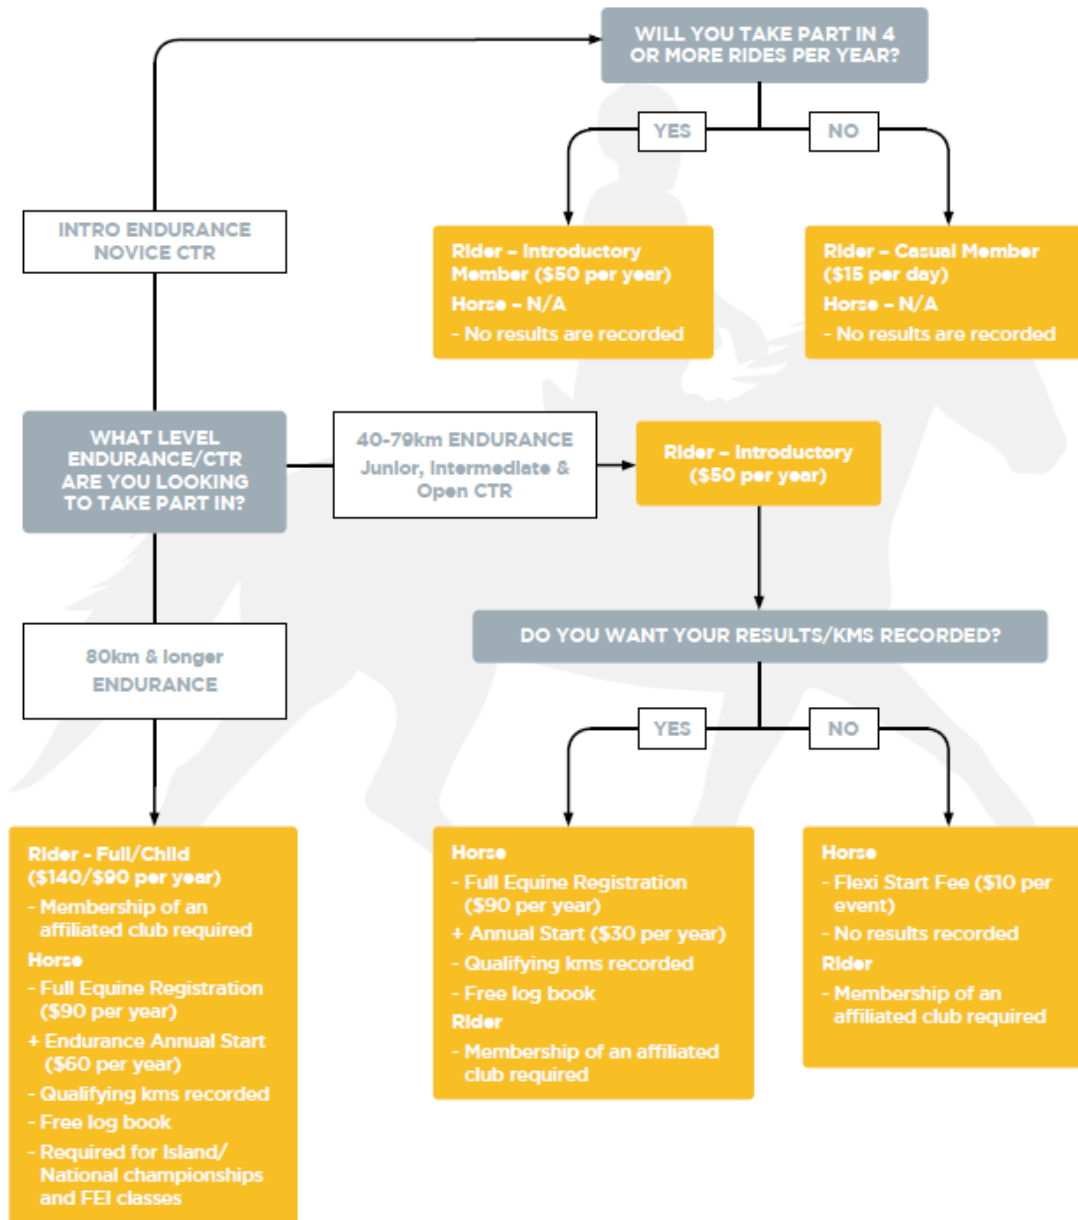 WILL YOU TAKE PART IN 4
OR MORE RIDES PER YEAR?
YES
NO
INTRO ENDURANCE
NOVICE CTR
Rider – Introductory
Member ($50 per year)
Horse – N/A
- No results are recorded
Rider – Casual Member
($15 per day)
Horse – N/A
- No results are recorded
WHAT LEVEL
ENDURANCE/CTR
ARE YOU LOOKING
TO TAKE PART IN?
40-79km ENDURANCE
Junior, Intermediate &
Open CTR
Rider – Introductory
($50 per year)
80km & longer
ENDURANCE
DO YOU WANT YOUR RESULTS/KMS RECORDED?
YES
NO
Rider - Full/Child
($140/$90 per year)
- Membership of an
affiliated club required
Horse
- Full Equine Registration
($90 per year)
+ Endurance Annual Start
($60 per year)
- Qualifying kms recorded
- Free log book
- Required for Island/
National championships
and FEI classes
Horse
- Full Equine Registration
($90 per year)
+ Annual Start ($30 per year)
- Qualifying kms recorded
- Free log book
Rider
- Membership of an affiliated
club required
Horse
- Flexi Start Fee ($10 per
event)
- No results recorded
Rider
- Membership of an
affiliated club required